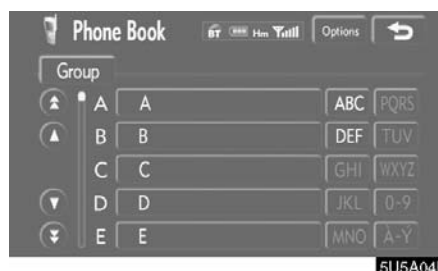 Phone Book BT Hm Options
Group
A A ABC PQRS
B B DEF TUV
C C GHI WXYZ
D D JKL 0-9
E E MNO À-Ý
5U5A04